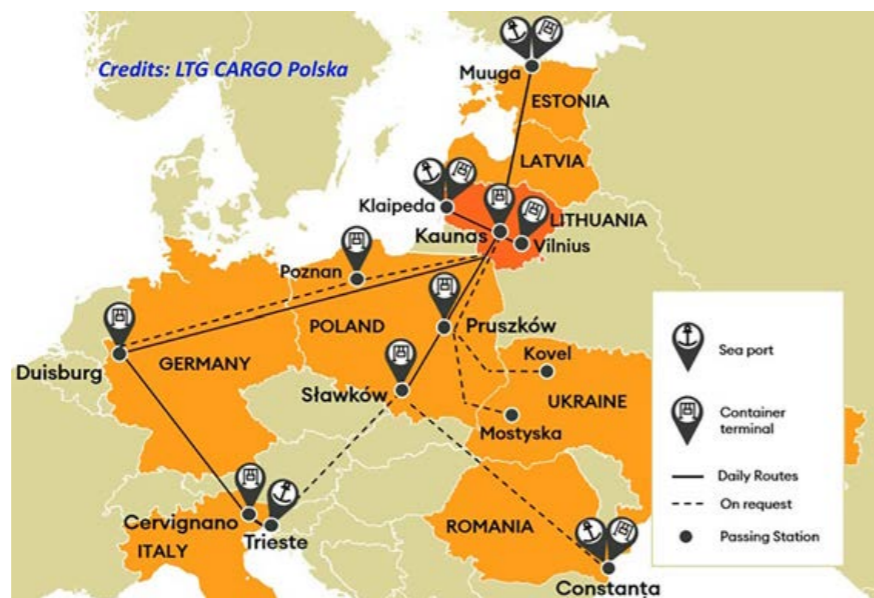 Credits: LTG CARGO Polska
Muuga
ESTONIA
LATVIA
Klaipeda
LITHUANIA
Kaunas
Vilnius
Poznan
POLAND
Pruszków
Duisburg
GERMANY
Kovel
Sławków
UKRAINE
Mostyska
Cervignano
Trieste
ITALY
ROMANIA
Constanța
Sea port
Container
terminal
Daily Routes
On request
Passing Station